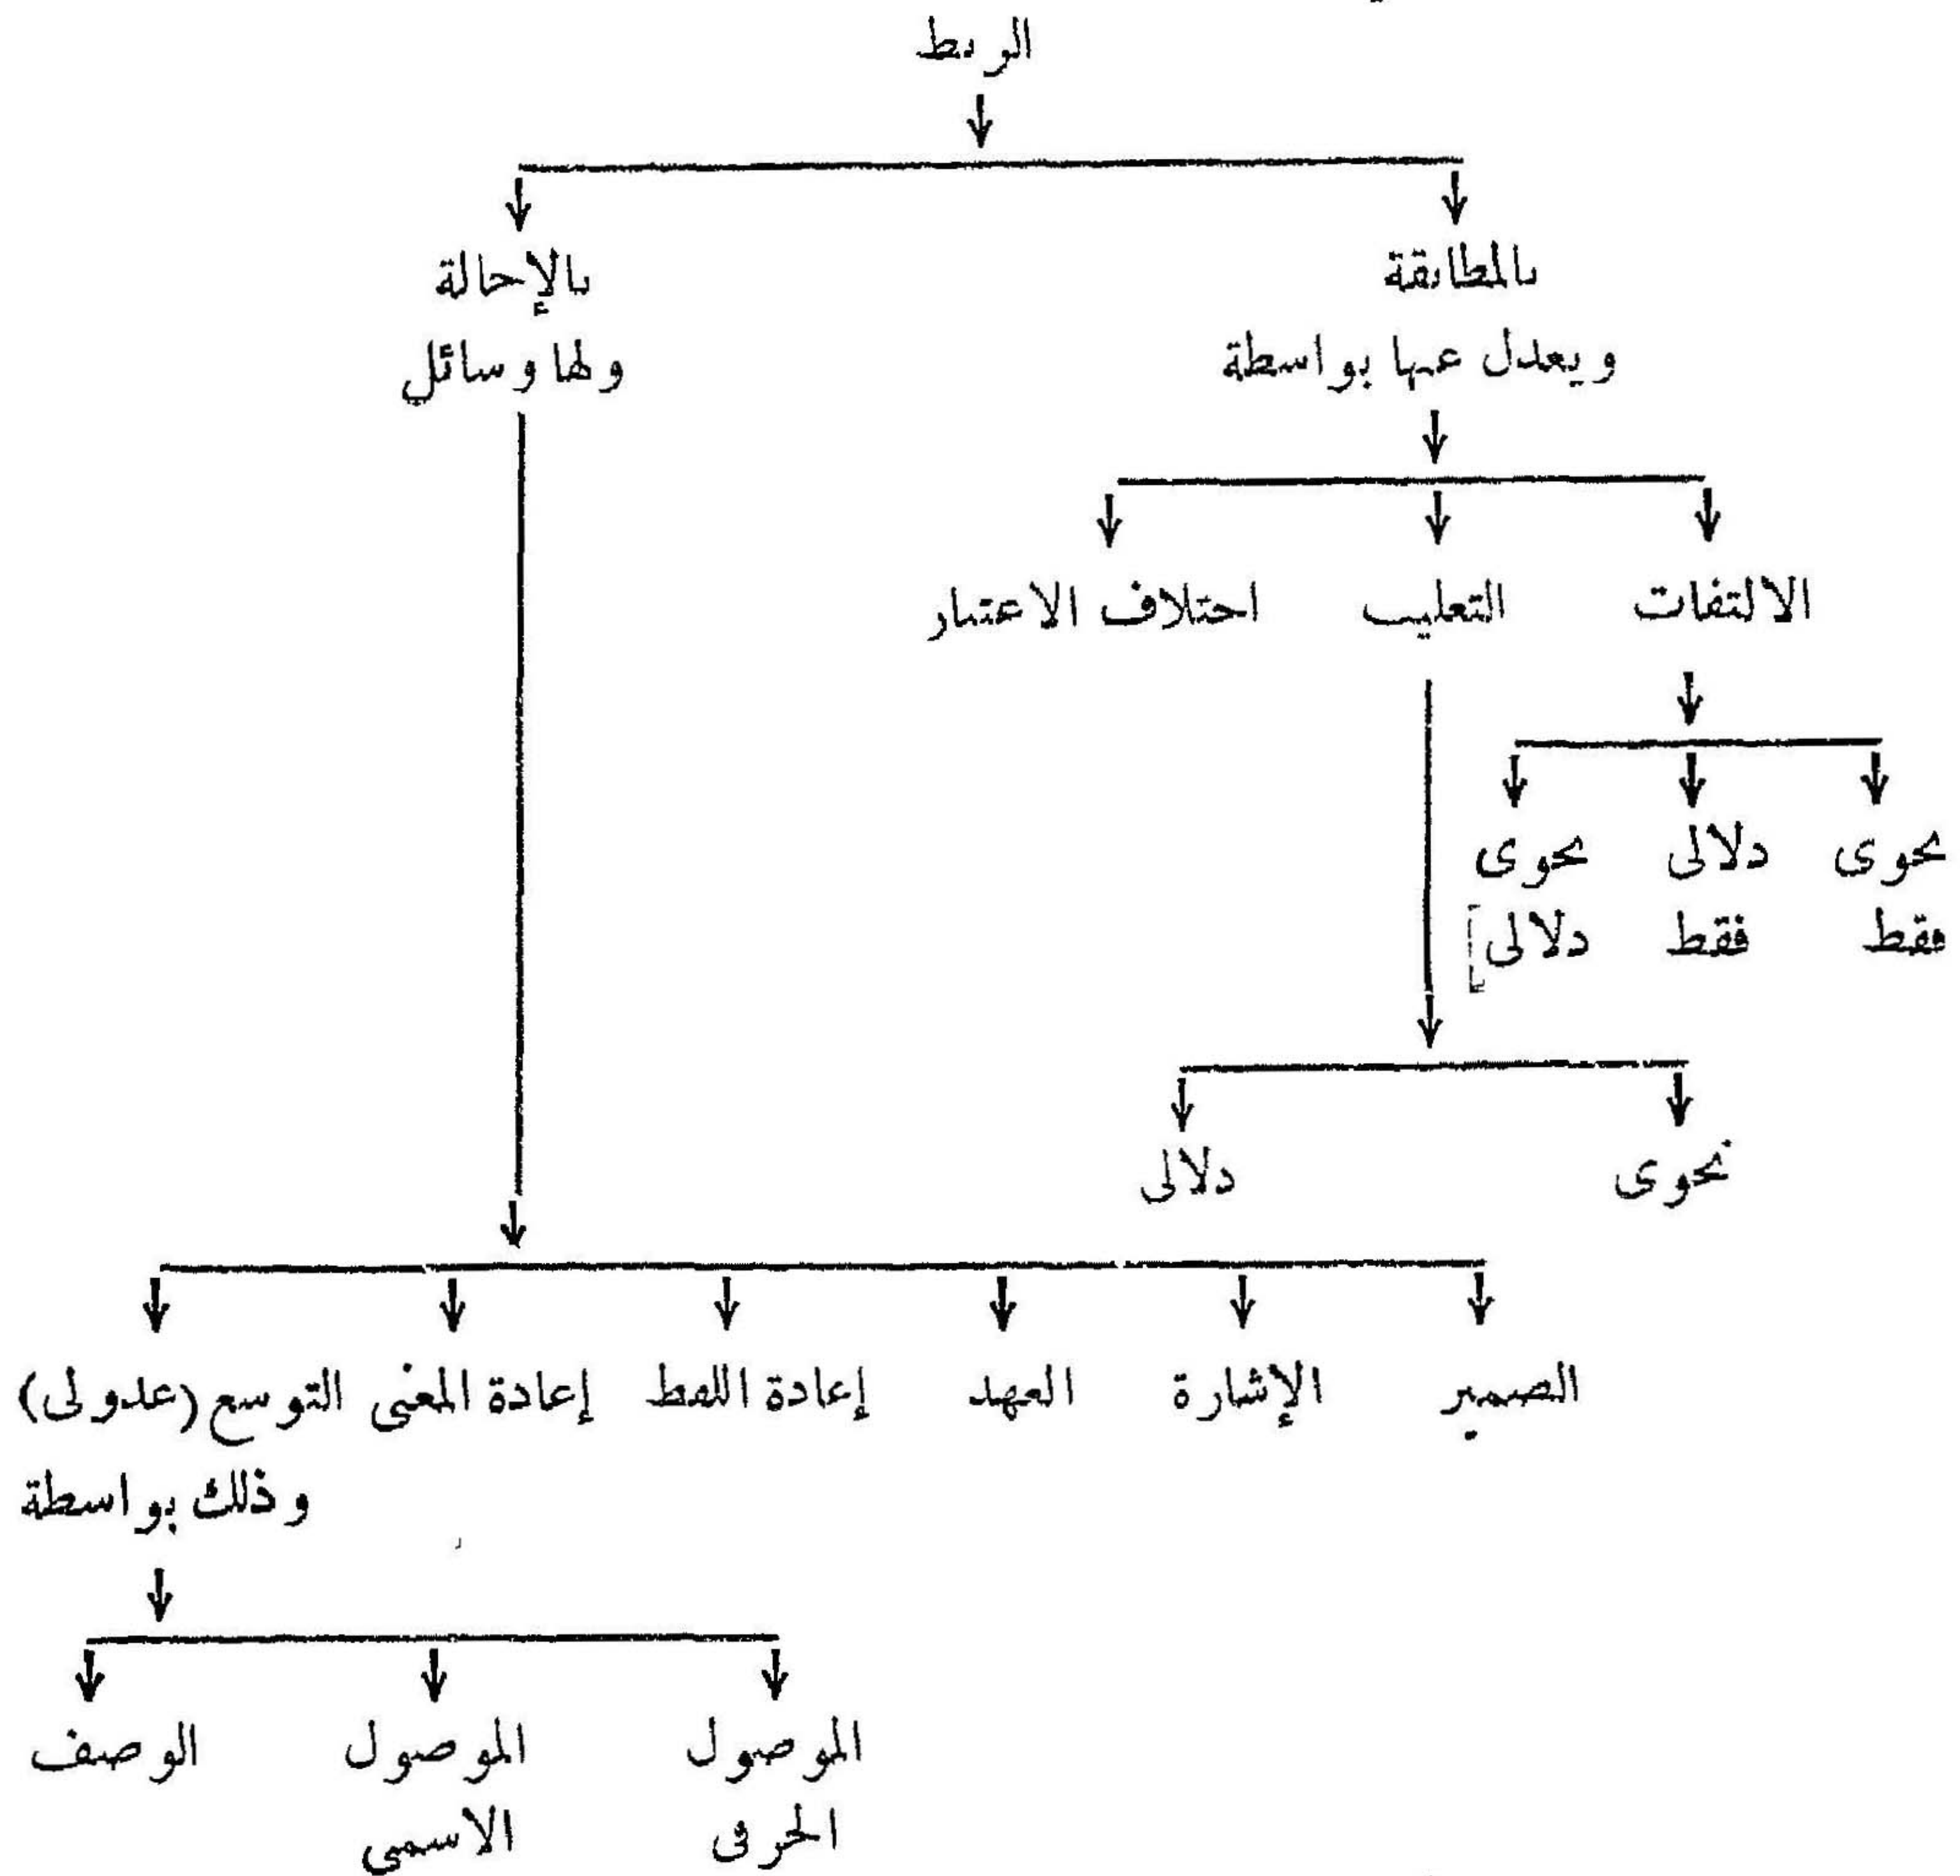 الربط
بالمطابقة
ويعدل عنها بواسطة
بالإحالة
ولها وسائل
الالتفات
التغليب
اختلاف الاعتبار
نحوى
فقط
دلالى
فقط
نحوى
دلالى
نحوى
دلالى
الضمير
الإشارة
العهد
إعادة اللفظ
إعادة المعنى
التوسع (عدولى)
وذلك بواسطة
الموصول
الحرفى
الموصول
الاسمى
الوصف